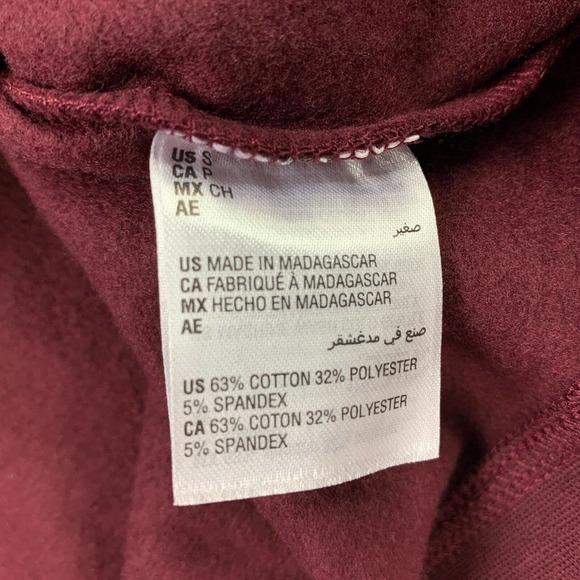 US S
CA P
MX CH
AE
صغير
US MADE IN MADAGASCAR
CA FABRIQUÉ À MADAGASCAR
MX HECHO EN MADAGASCAR
AE
صنع في مدغشقر
US 63% COTTON 32% POLYESTER
5% SPANDEX
CA 63% COTON 32% POLYESTER
5% SPANDEX